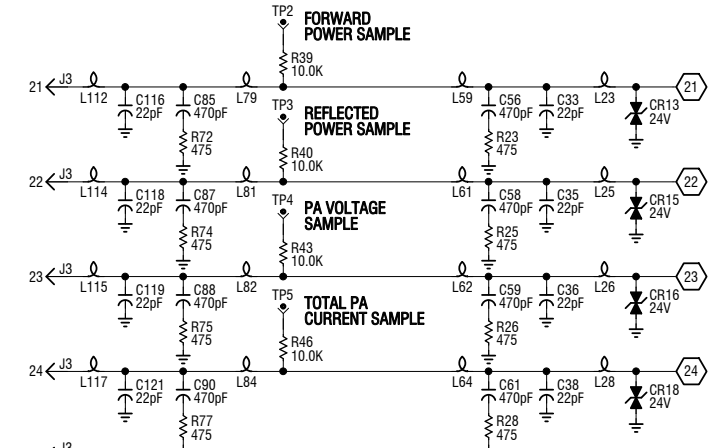 TP2 FORWARD
POWER SAMPLE
R39
10.0K
21 J3
L112
C116
22pF
C85
470pF
R72
475
L79
L59
C56
470pF
R23
475
C33
22pF
L23
CR13
24V
21
TP3 REFLECTED
POWER SAMPLE
R40
10.0K
22 J3
L114
C118
22pF
C87
470pF
R74
475
L81
L61
C58
470pF
R25
475
C35
22pF
L25
CR15
24V
22
TP4 PA VOLTAGE
SAMPLE
R43
10.0K
23 J3
L115
C119
22pF
C88
470pF
R75
475
L82
L62
C59
470pF
R26
475
C36
22pF
L26
CR16
24V
23
TP5 TOTAL PA
CURRENT SAMPLE
R46
10.0K
24 J3
L117
C121
22pF
C90
470pF
R77
475
L84
L64
C61
470pF
R28
475
C38
22pF
L28
CR18
24V
24
J3